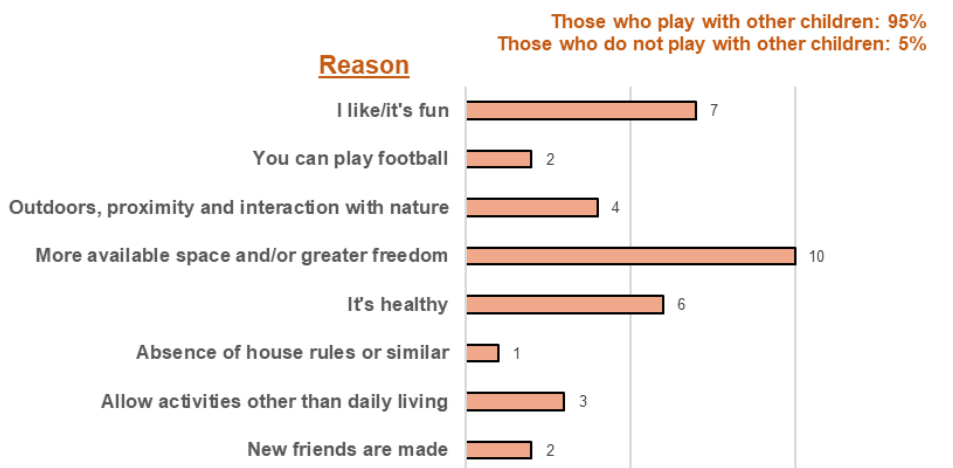 Those who play with other children: 95%
Those who do not play with other children: 5%
Reason
I like/it's fun 7
You can play football 2
Outdoors, proximity and interaction with nature 4
More available space and/or greater freedom 10
It's healthy 6
Absence of house rules or similar 1
Allow activities other than daily living 3
New friends are made 2